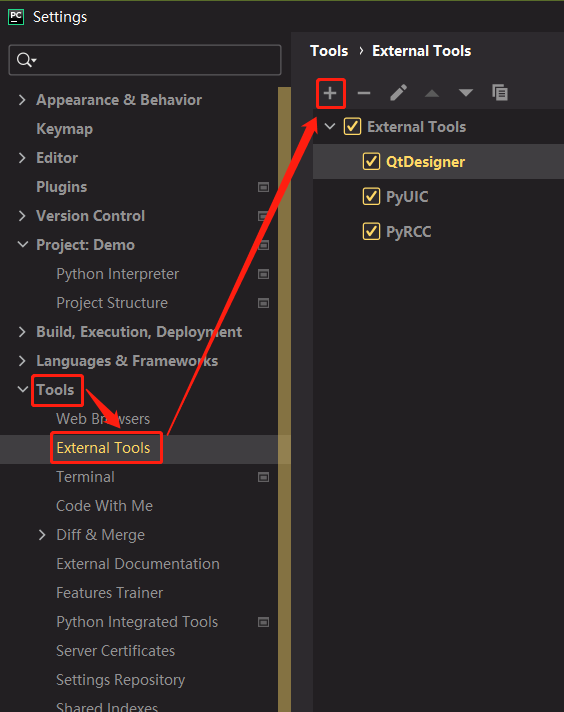 PC
Settings
Appearance & Behavior
Keymap
Editor
Plugins
Version Control
Project: Demo
Python Interpreter
Project Structure
Build, Execution, Deployment
Languages & Frameworks
Tools
Web Browsers
External Tools
Terminal
Code With Me
Diff & Merge
External Documentation
Features Trainer
Python Integrated Tools
Server Certificates
Settings Repository
Shared Indexes
Tools › External Tools
External Tools
QtDesigner
PyUIC
PyRCC